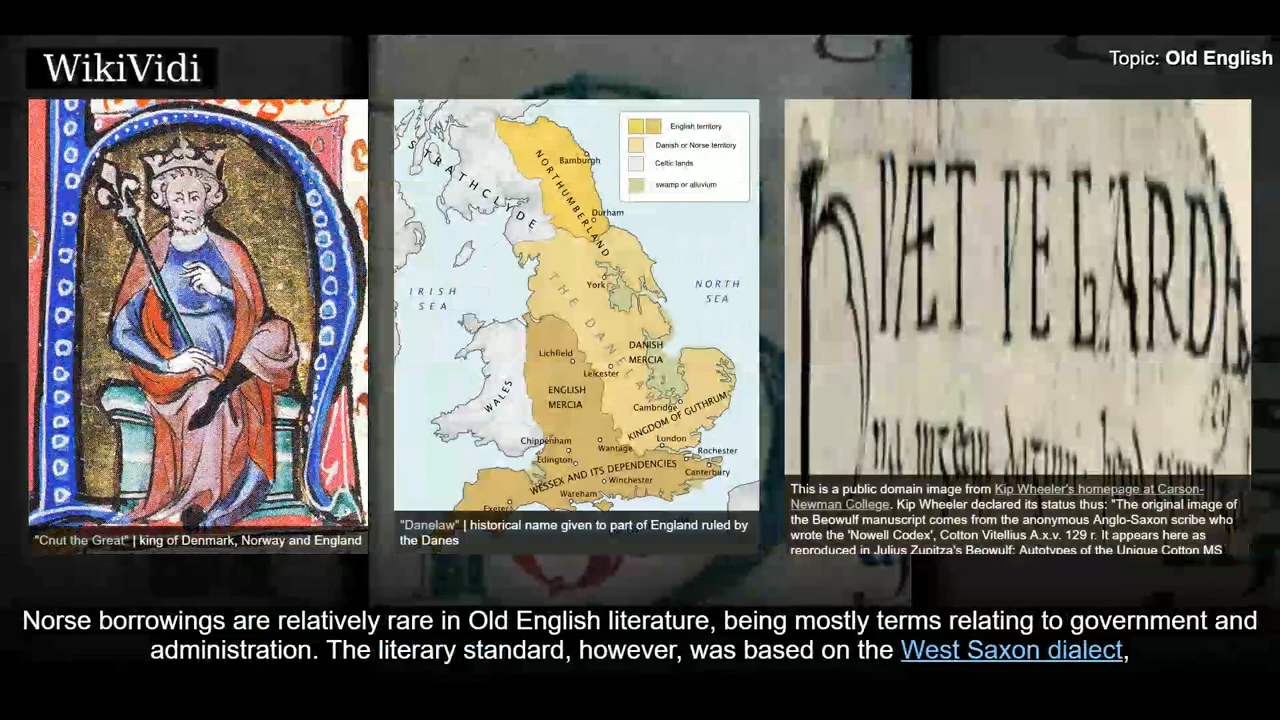 WikiVidi
Topic: Old English
"Cnut the Great" | king of Denmark, Norway and England
English territory
Danish or Norse territory
Celtic lands
swamp or alluvium
STRATHCLYDE
NORTHUMBERLAND
Bamburgh
Durham
IRISH
SEA
NORTH
SEA
York
THE DANELAW
DANISH
MERCIA
Lichfield
Leicester
WALES
ENGLISH
MERCIA
Cambridge
KINGDOM OF GUTHRUM
Chippenham
London
Wantage
Rochester
Edington
Canterbury
WESSEX AND ITS DEPENDENCIES
Winchester
Wareham
Exeter
"Danelaw" | historical name given to part of England ruled by
the Danes
HǷÆT ǷE GARDE
This is a public domain image from Kip Wheeler's homepage at Carson-
Newman College. Kip Wheeler declared its status thus: "The original image of
the Beowulf manuscript comes from the anonymous Anglo-Saxon scribe who
wrote the 'Nowell Codex', Cotton Vitellius A.x.v. 129 r. It appears here as
reproduced in Julius Zupitza's Beowulf: Autotypes of the Unique Cotton MS
Norse borrowings are relatively rare in Old English literature, being mostly terms relating to government and
administration. The literary standard, however, was based on the West Saxon dialect,